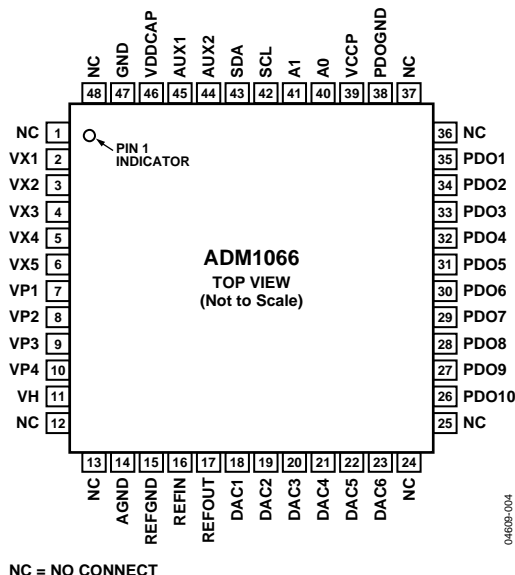 NC
GND
VDDCAP
AUX1
AUX2
SDA
SCL
A1
A0
VCCP
PDOGND
NC
48 47 46 45 44 43 42 41 40 39 38 37
NC 1
VX1 2
VX2 3
VX3 4
VX4 5
VX5 6
VP1 7
VP2 8
VP3 9
VP4 10
VH 11
NC 12
PIN 1
INDICATOR
ADM1066
TOP VIEW
(Not to Scale)
36 NC
35 PDO1
34 PDO2
33 PDO3
32 PDO4
31 PDO5
30 PDO6
29 PDO7
28 PDO8
27 PDO9
26 PDO10
25 NC
13 14 15 16 17 18 19 20 21 22 23 24
NC
AGND
REFGND
REFIN
REFOUT
DAC1
DAC2
DAC3
DAC4
DAC5
DAC6
NC
04609-004
NC = NO CONNECT